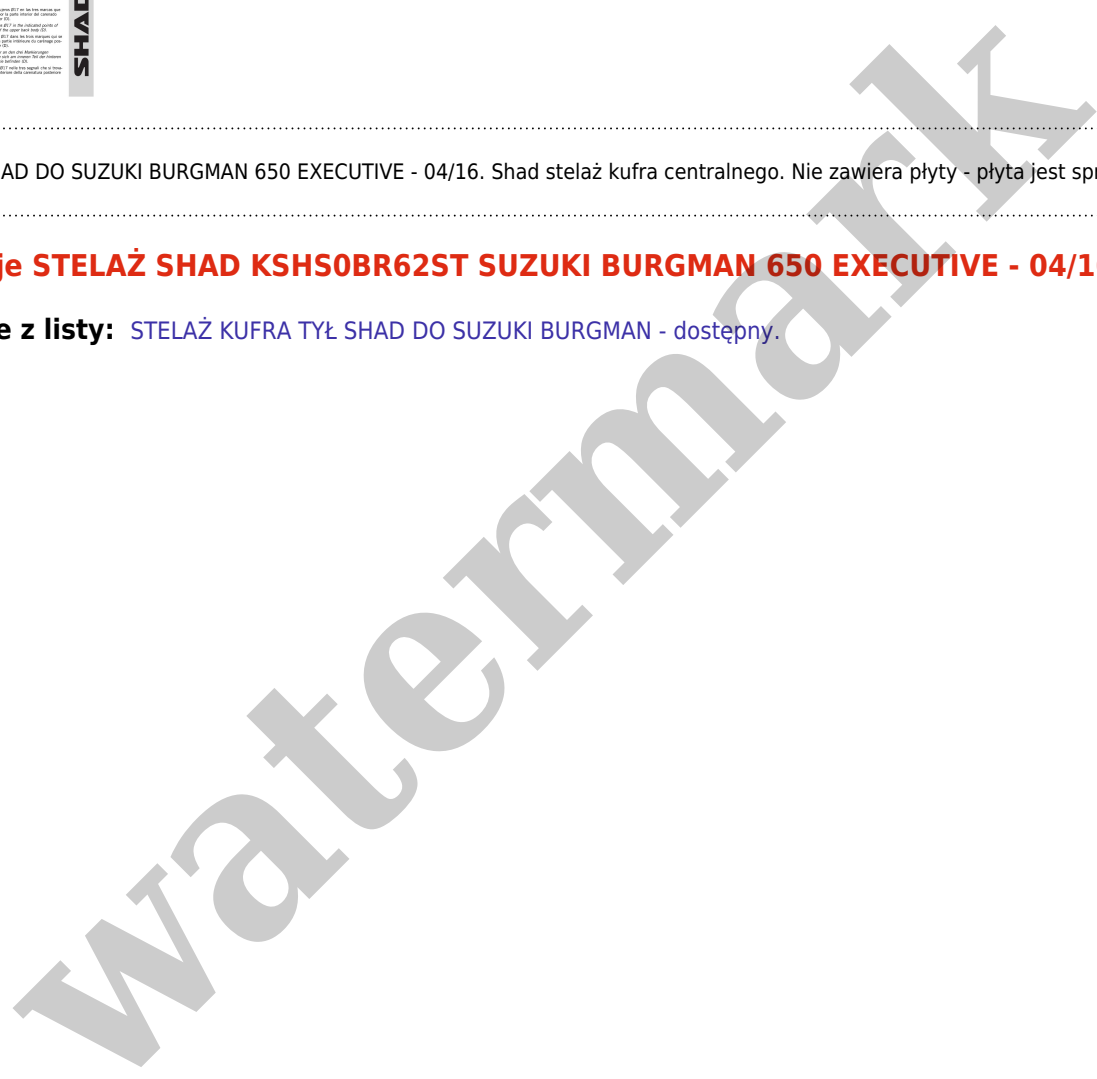 SHAD
AD DO SUZUKI BURGMAN 650 EXECUTIVE - 04/16. Shad stelaż kufra centralnego. Nie zawiera płyty - płyta jest spr
je STELAŻ SHAD KSHS0BR62ST SUZUKI BURGMAN 650 EXECUTIVE - 04/1
e z listy: STELAŻ KUFRA TYŁ SHAD DO SUZUKI BURGMAN - dostępny.
watermark